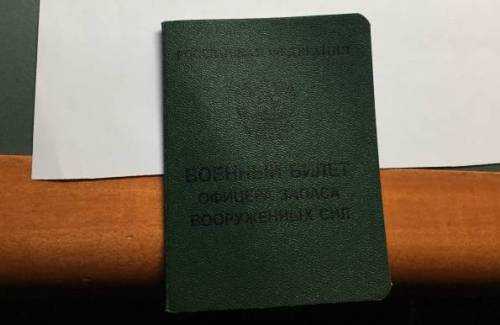 РОССИЙСКАЯ ФЕДЕРАЦИЯ
ВОЕННЫЙ БИЛЕТ
ОФИЦЕРА ЗАПАСА
ВООРУЖЕННЫХ СИЛ